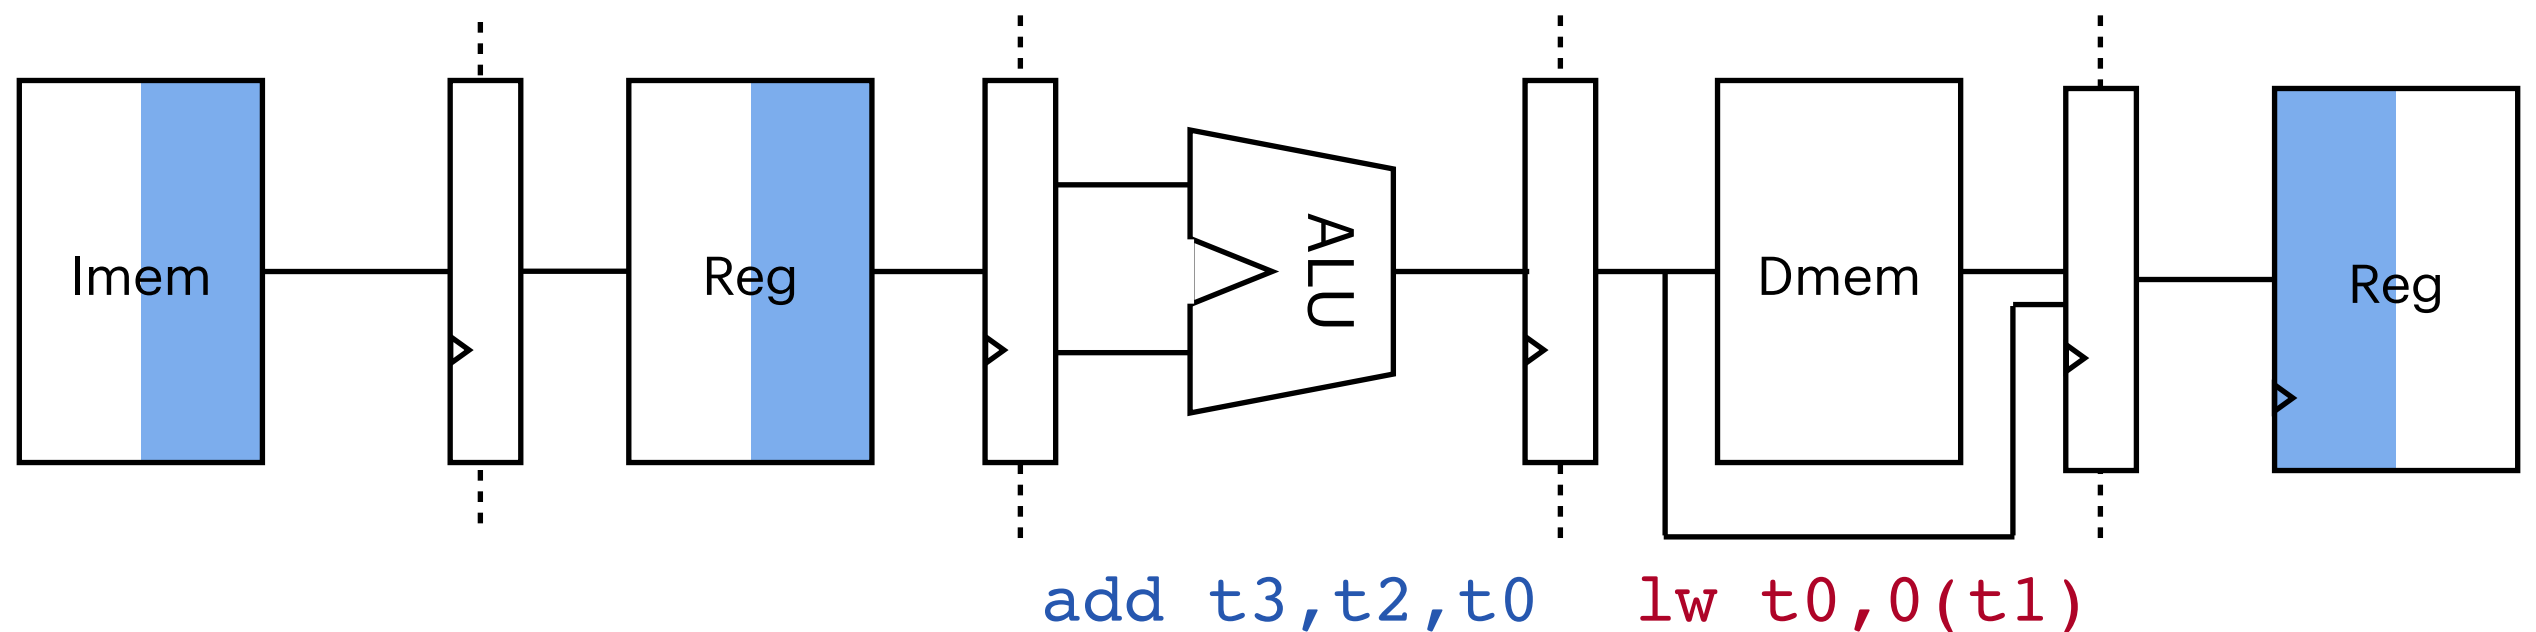 Imem
Reg
ALU
Dmem
Reg
add t3,t2,t0
lw t0,0(t1)